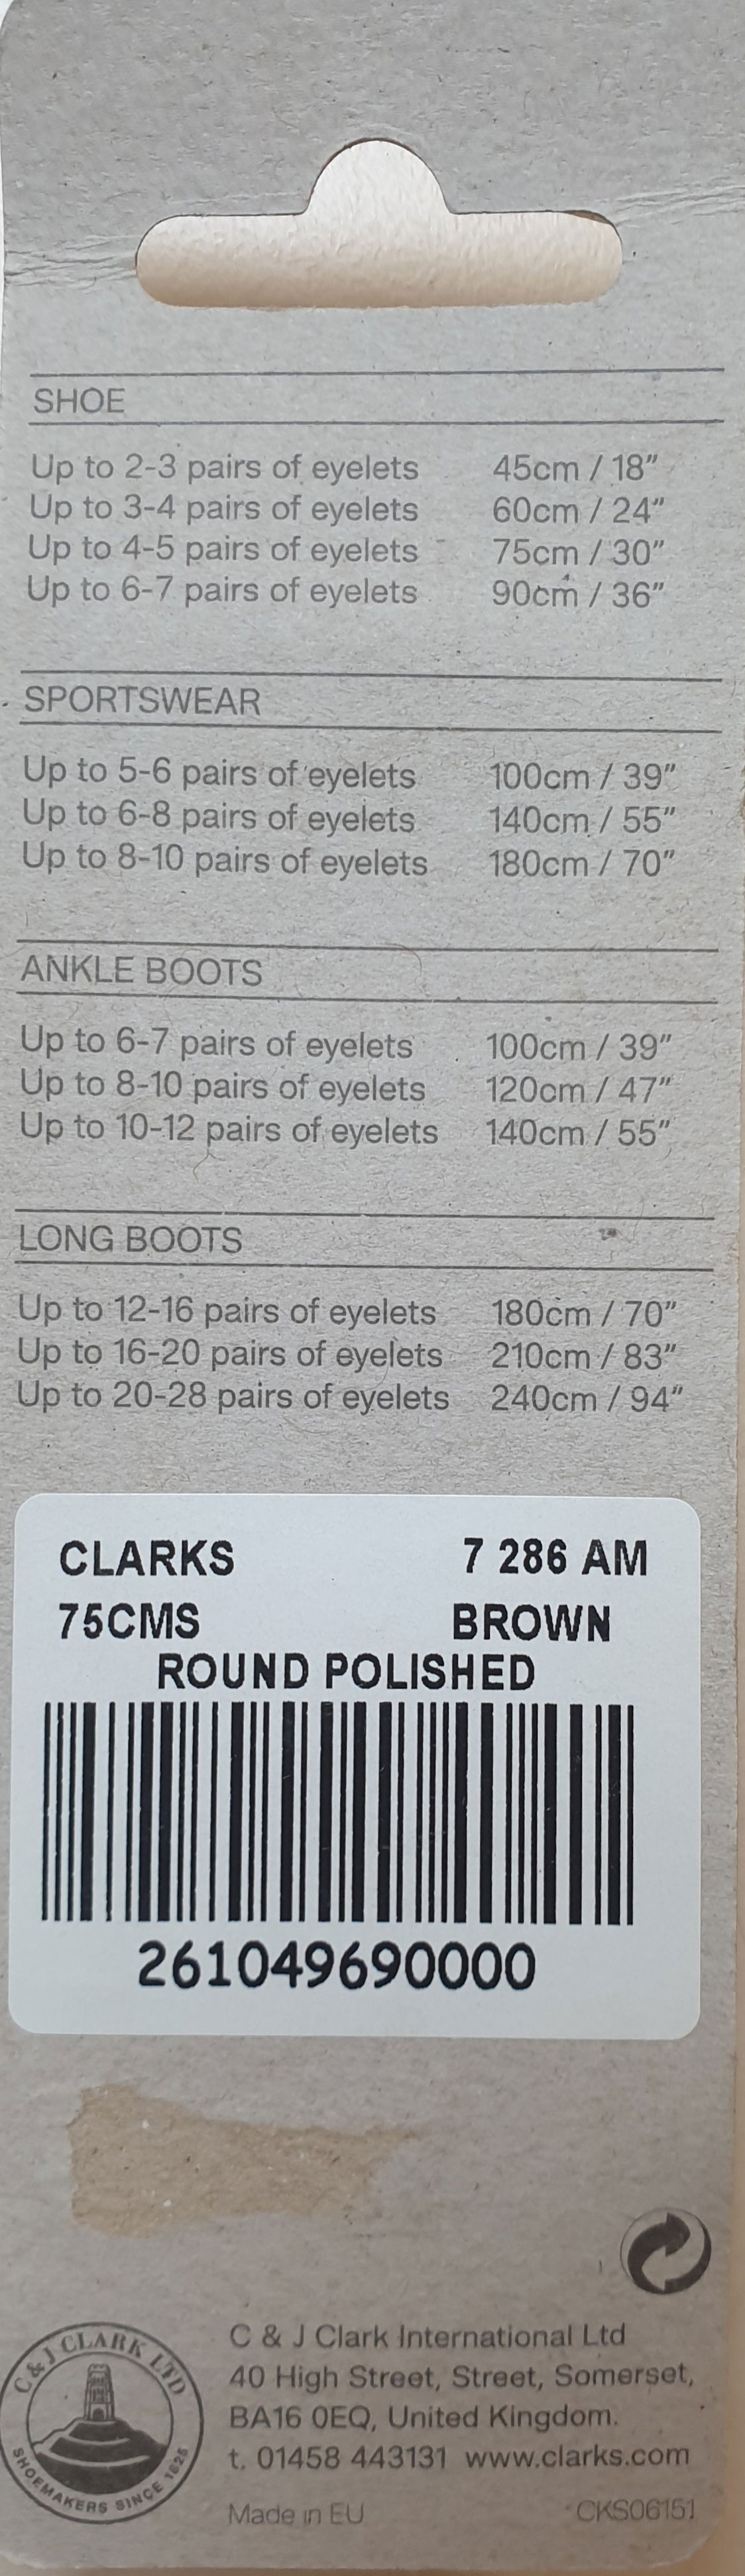 SHOE
Up to 2-3 pairs of eyelets 45cm / 18"
Up to 3-4 pairs of eyelets 60cm / 24"
Up to 4-5 pairs of eyelets 75cm / 30"
Up to 6-7 pairs of eyelets 90cm / 36"
SPORTSWEAR
Up to 5-6 pairs of eyelets 100cm / 39"
Up to 6-8 pairs of eyelets 140cm / 55"
Up to 8-10 pairs of eyelets 180cm / 70"
ANKLE BOOTS
Up to 6-7 pairs of eyelets 100cm / 39"
Up to 8-10 pairs of eyelets 120cm / 47"
Up to 10-12 pairs of eyelets 140cm / 55"
LONG BOOTS
Up to 12-16 pairs of eyelets 180cm / 70"
Up to 16-20 pairs of eyelets 210cm / 83"
Up to 20-28 pairs of eyelets 240cm / 94"
CLARKS 7 286 AM
75CMS BROWN
ROUND POLISHED
261049690000
C & J CLARK LTD
SHOEMAKERS SINCE 1825
C & J Clark International Ltd
40 High Street, Street, Somerset,
BA16 0EQ, United Kingdom.
t. 01458 443131 www.clarks.com
Made in EU CKS06151